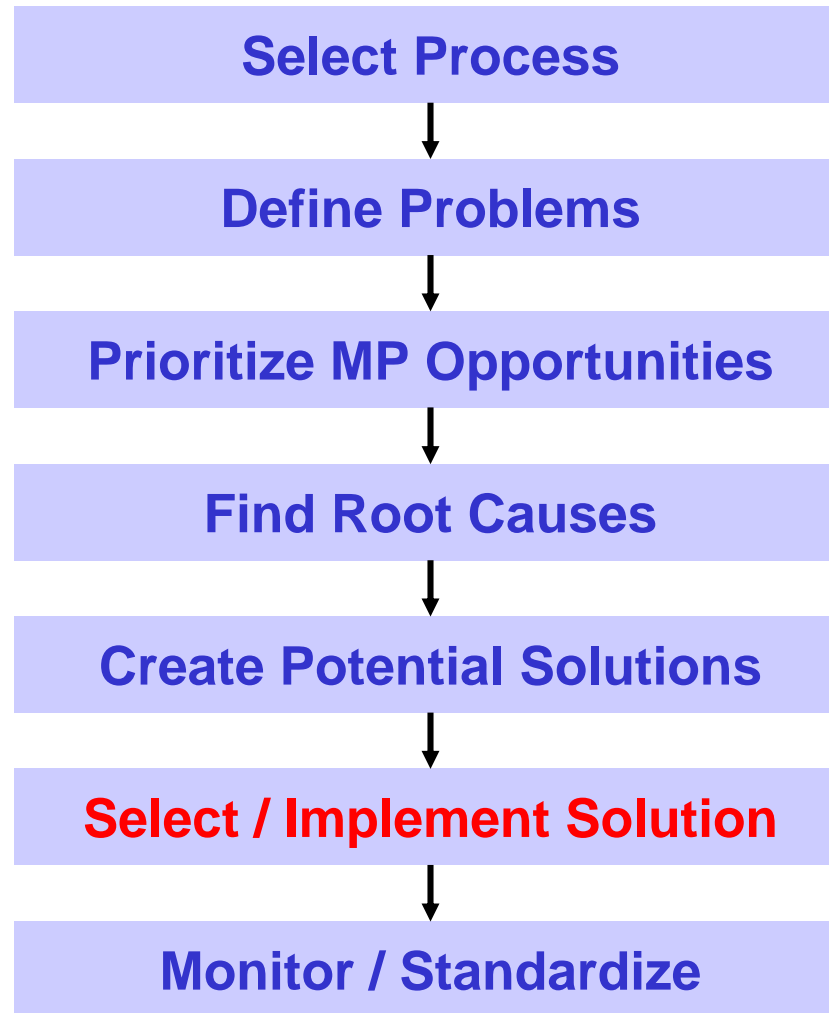 Select Process
Define Problems
Prioritize MP Opportunities
Find Root Causes
Create Potential Solutions
Select / Implement Solution
Monitor / Standardize